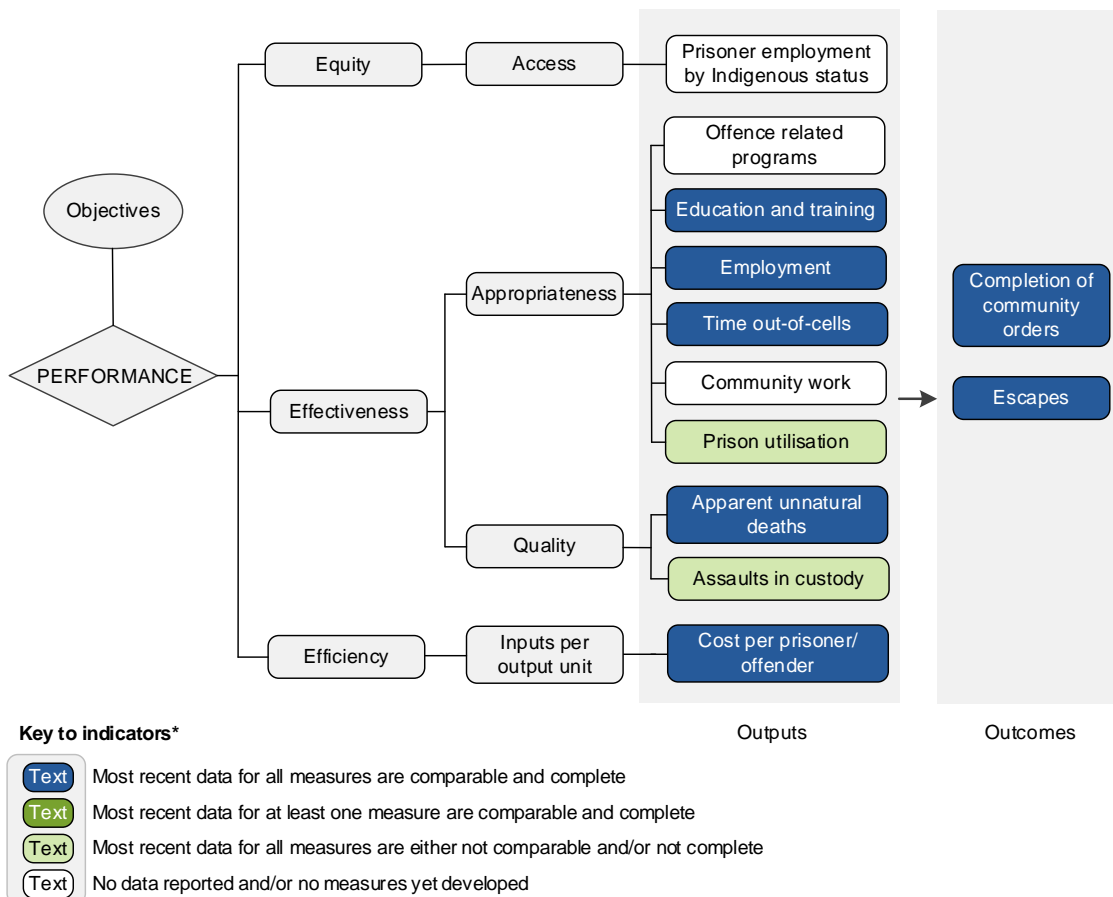 Objectives
PERFORMANCE
Equity
Access
Prisoner employment
by Indigenous status
Effectiveness
Appropriateness
Offence related
programs
Education and training
Employment
Time out-of-cells
Community work
Prison utilisation
Quality
Apparent unnatural
deaths
Assaults in custody
Efficiency
Inputs per
output unit
Cost per prisoner/
offender
Completion of
community
orders
Escapes
Outputs
Outcomes
Key to indicators*
Text Most recent data for all measures are comparable and complete
Text Most recent data for at least one measure are comparable and complete
Text Most recent data for all measures are either not comparable and/or not complete
Text No data reported and/or no measures yet developed